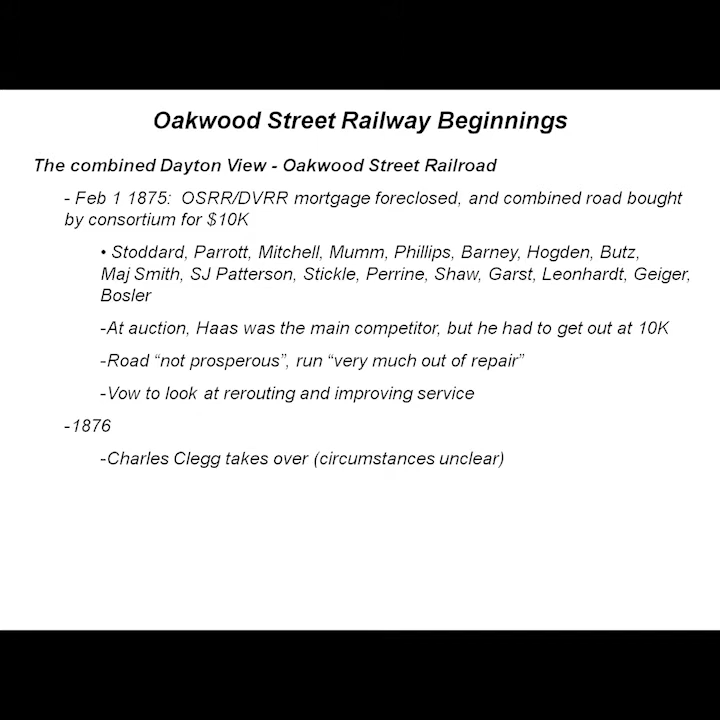 Oakwood Street Railway Beginnings
The combined Dayton View - Oakwood Street Railroad
- Feb 1 1875:  OSRR/DVRR mortgage foreclosed, and combined road bought
by consortium for $10K
• Stoddard, Parrott, Mitchell, Mumm, Phillips, Barney, Hogden, Butz,
Maj Smith, SJ Patterson, Stickle, Perrine, Shaw, Garst, Leonhardt, Geiger,
Bosler
-At auction, Haas was the main competitor, but he had to get out at 10K
-Road “not prosperous”, run “very much out of repair”
-Vow to look at rerouting and improving service
-1876
-Charles Clegg takes over (circumstances unclear)